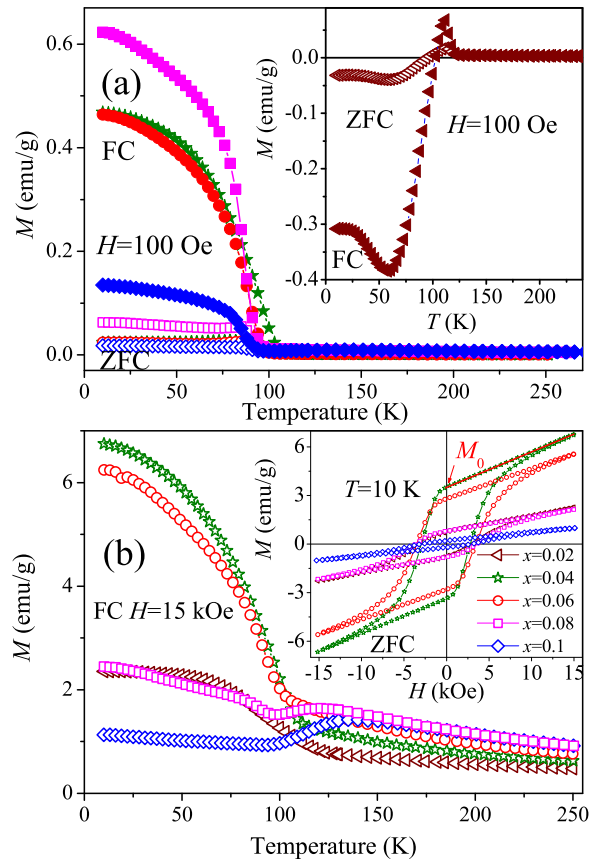 (a)
M (emu/g)
0.6
0.4
0.2
0.0
FC
H=100 Oe
ZFC
0 50 100 150 200 250
Temperature (K)
M (emu/g)
0.0
-0.1
-0.2
-0.3
-0.4
ZFC
H=100 Oe
FC
0 50 100 150 200
T (K)
(b)
M (emu/g)
8
6
4
2
0
FC H=15 kOe
0 50 100 150 200 250
Temperature (K)
M (emu/g)
6
3
0
-3
-6
M0
T=10 K
x=0.02
x=0.04
x=0.06
x=0.08
x=0.1
ZFC
-15 -10 -5 0 5 10 15
H (kOe)